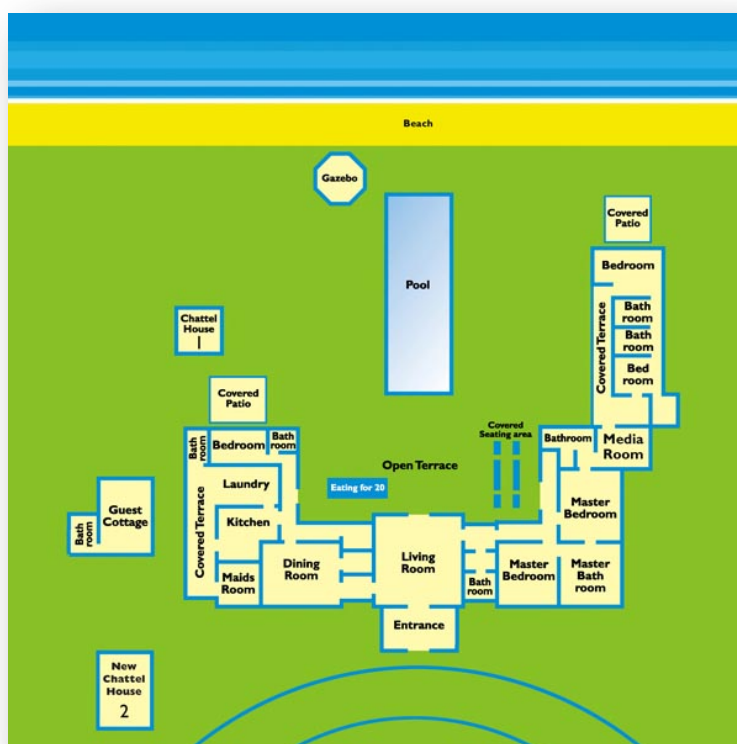 Beach
Gazebo
Covered
Patio
Bedroom
Pool
Chattel
House
1
Bath
room
Bath
room
Bed
room
Covered Terrace
Covered
Patio
Covered
Seating area
Bath
room
Bedroom
Bath
room
Bathroom
Media
Room
Open Terrace
Laundry
Eating for 20
Guest
Cottage
Bath
room
Covered Terrace
Kitchen
Master
Bedroom
Dining
Room
Living
Room
Maids
Room
Bath
room
Master
Bedroom
Master
Bath
room
Entrance
New
Chattel
House
2